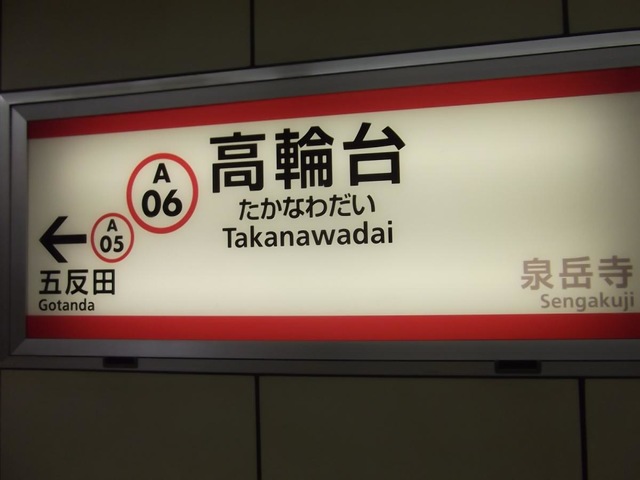 A
06
高輪台
たかなわだい
Takanawadai
A
05
五反田
Gotanda
泉岳寺
Sengakuji